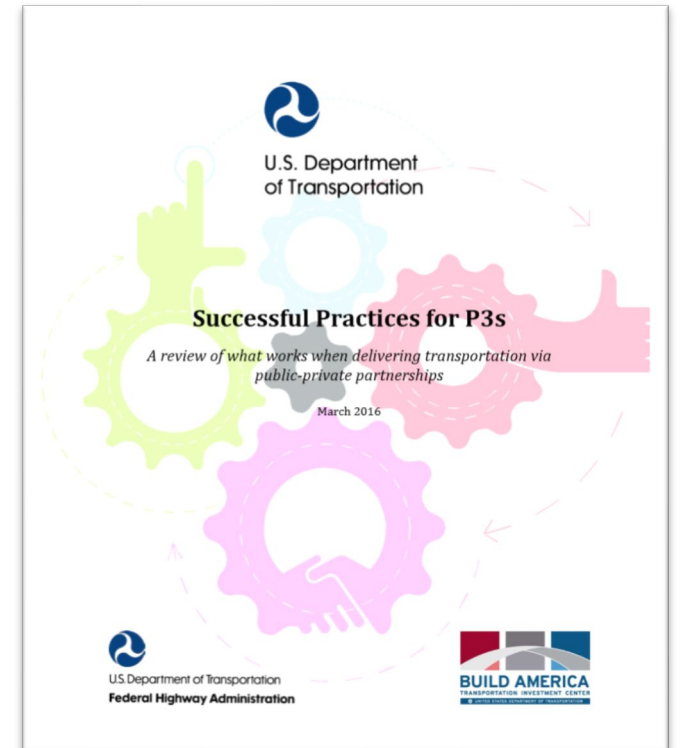 U.S. Department
of Transportation
Successful Practices for P3s
A review of what works when delivering transportation via
public-private partnerships
March 2016
U.S. Department of Transportation
Federal Highway Administration
BUILD AMERICA
TRANSPORTATION INVESTMENT CENTER
UNITED STATES DEPARTMENT OF TRANSPORTATION